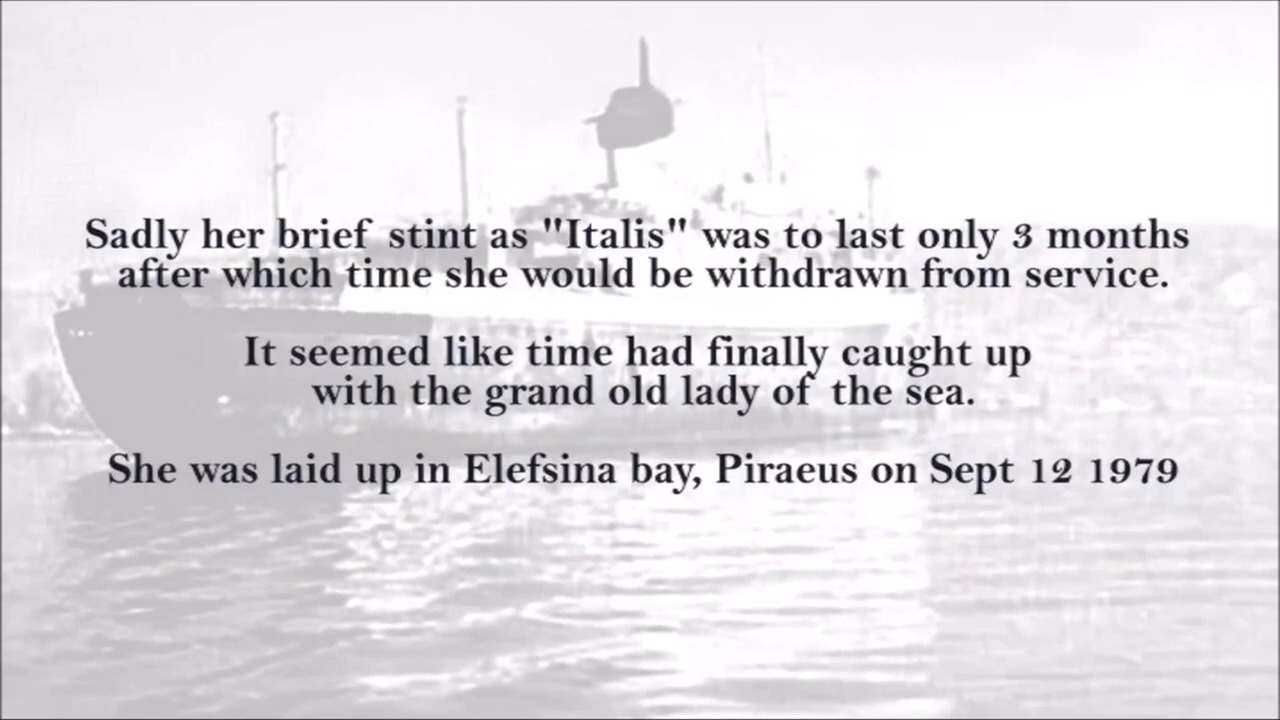 Sadly her brief stint as "Italis" was to last only 3 months
after which time she would be withdrawn from service.
It seemed like time had finally caught up
with the grand old lady of the sea.
She was laid up in Elefsina bay, Piraeus on Sept 12 1979